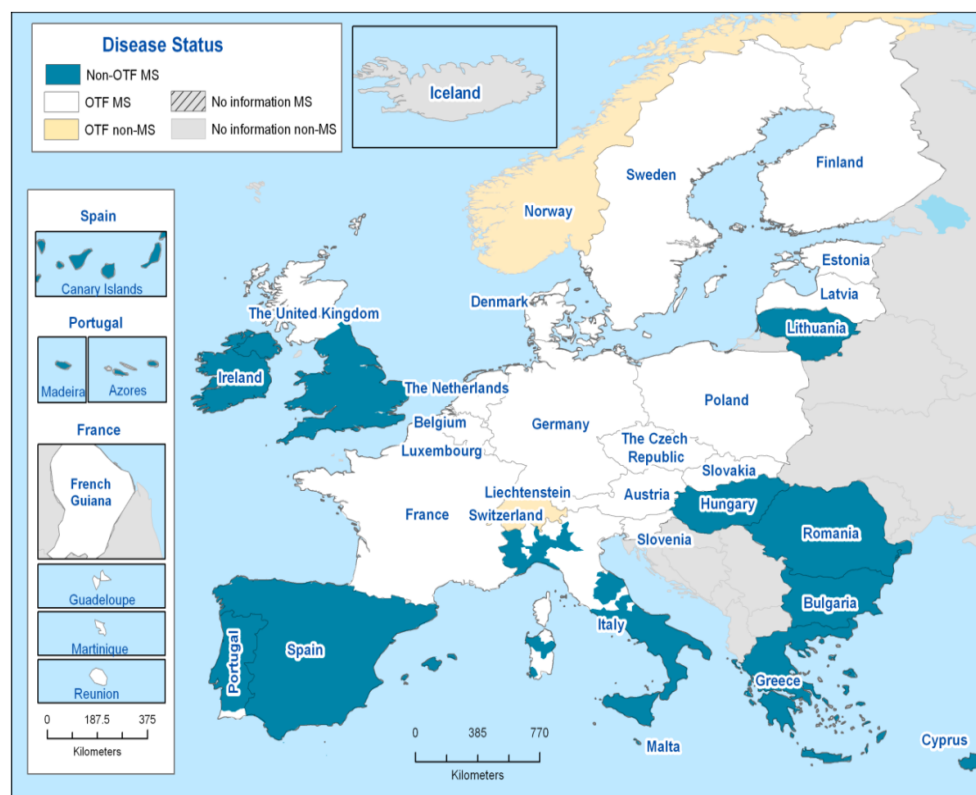 Disease Status
Non-OTF MS
OTF MS
No information MS
OTF non-MS
No information non-MS
Iceland
Spain
Canary Islands
Portugal
Madeira
Azores
France
French
Guiana
Guadeloupe
Martinique
Reunion
0
187.5
375
Kilometers
Finland
Sweden
Norway
Estonia
Latvia
Lithuania
Denmark
The United Kingdom
Ireland
The Netherlands
Belgium
Luxembourg
Germany
Poland
The Czech
Republic
Slovakia
Liechtenstein
Austria
Hungary
Switzerland
France
Slovenia
Romania
Bulgaria
Italy
Portugal
Spain
Greece
Malta
Cyprus
0
385
770
Kilometers